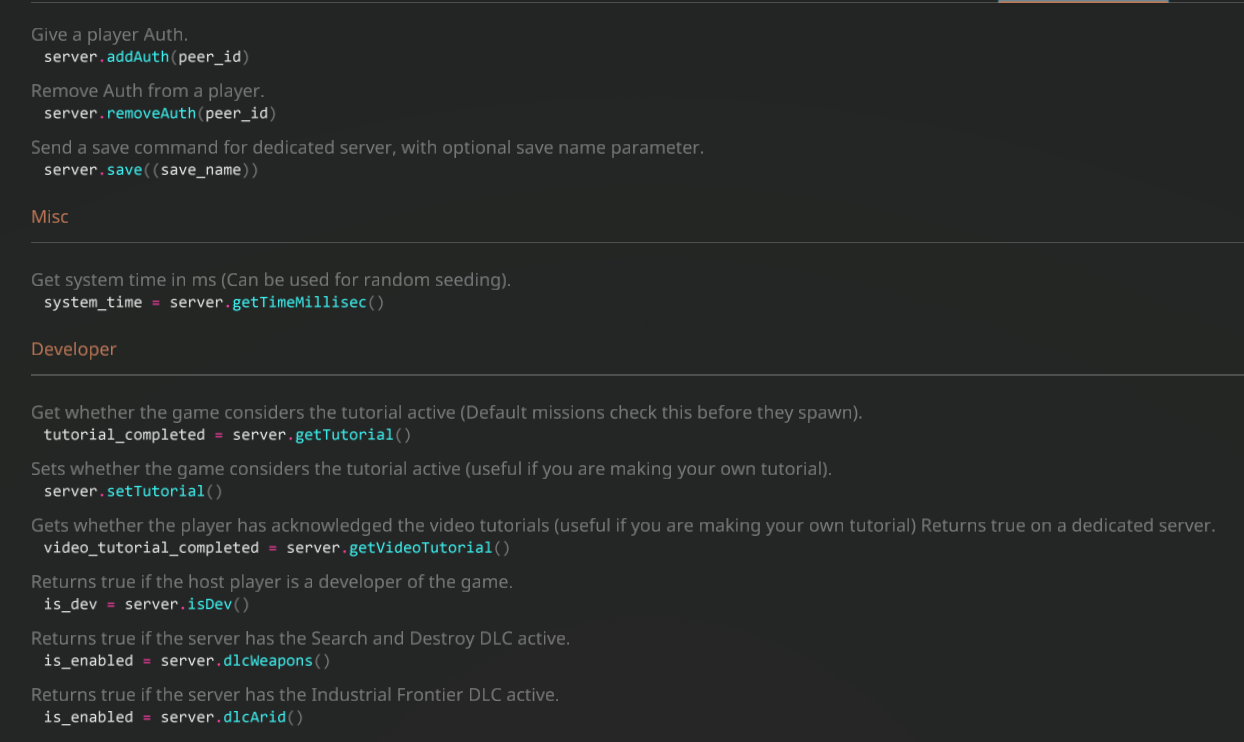 Give a player Auth.
server.addAuth(peer_id)
Remove Auth from a player.
server.removeAuth(peer_id)
Send a save command for dedicated server, with optional save name parameter.
server.save((save_name))
Misc
Get system time in ms (Can be used for random seeding).
system_time = server.getTimeMillisec()
Developer
Get whether the game considers the tutorial active (Default missions check this before they spawn).
tutorial_completed = server.getTutorial()
Sets whether the game considers the tutorial active (useful if you are making your own tutorial).
server.setTutorial()
Gets whether the player has acknowledged the video tutorials (useful if you are making your own tutorial) Returns true on a dedicated server.
video_tutorial_completed = server.getVideoTutorial()
Returns true if the host player is a developer of the game.
is_dev = server.isDev()
Returns true if the server has the Search and Destroy DLC active.
is_enabled = server.dlcWeapons()
Returns true if the server has the Industrial Frontier DLC active.
is_enabled = server.dlcArid()